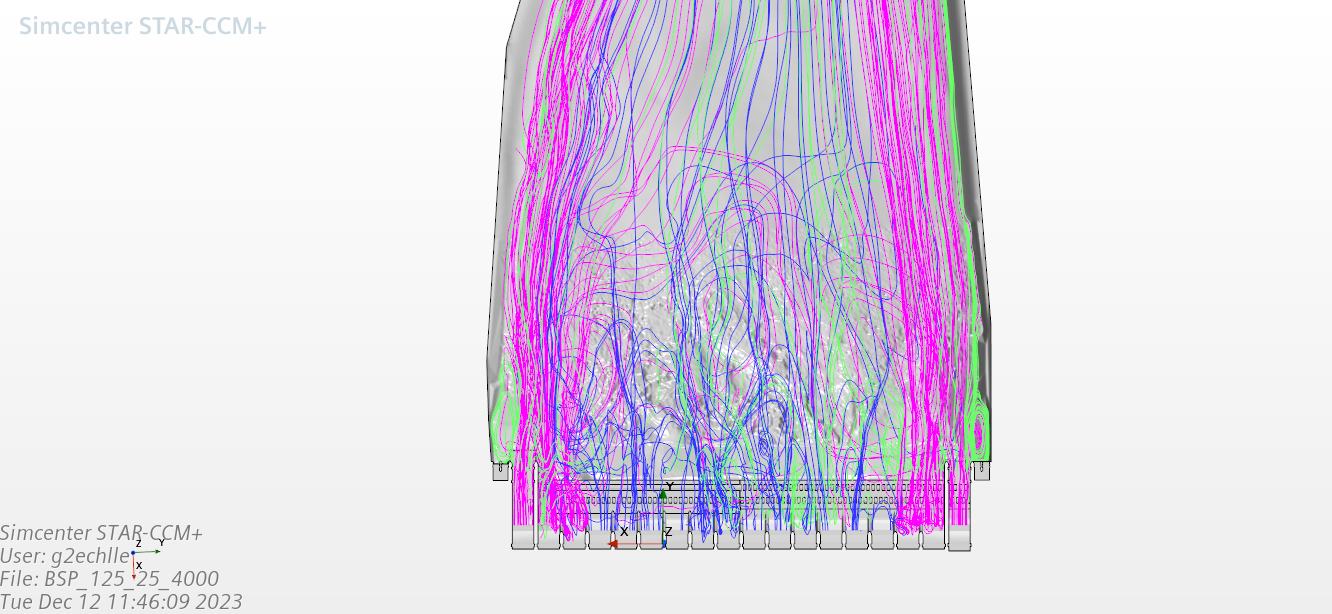 Simcenter STAR-CCM+
Y
X
Z
Simcenter STAR-CCM+
Z
Y
User: g2echlle
X
File: BSP_125_25_4000
Tue Dec 12 11:46:09 2023